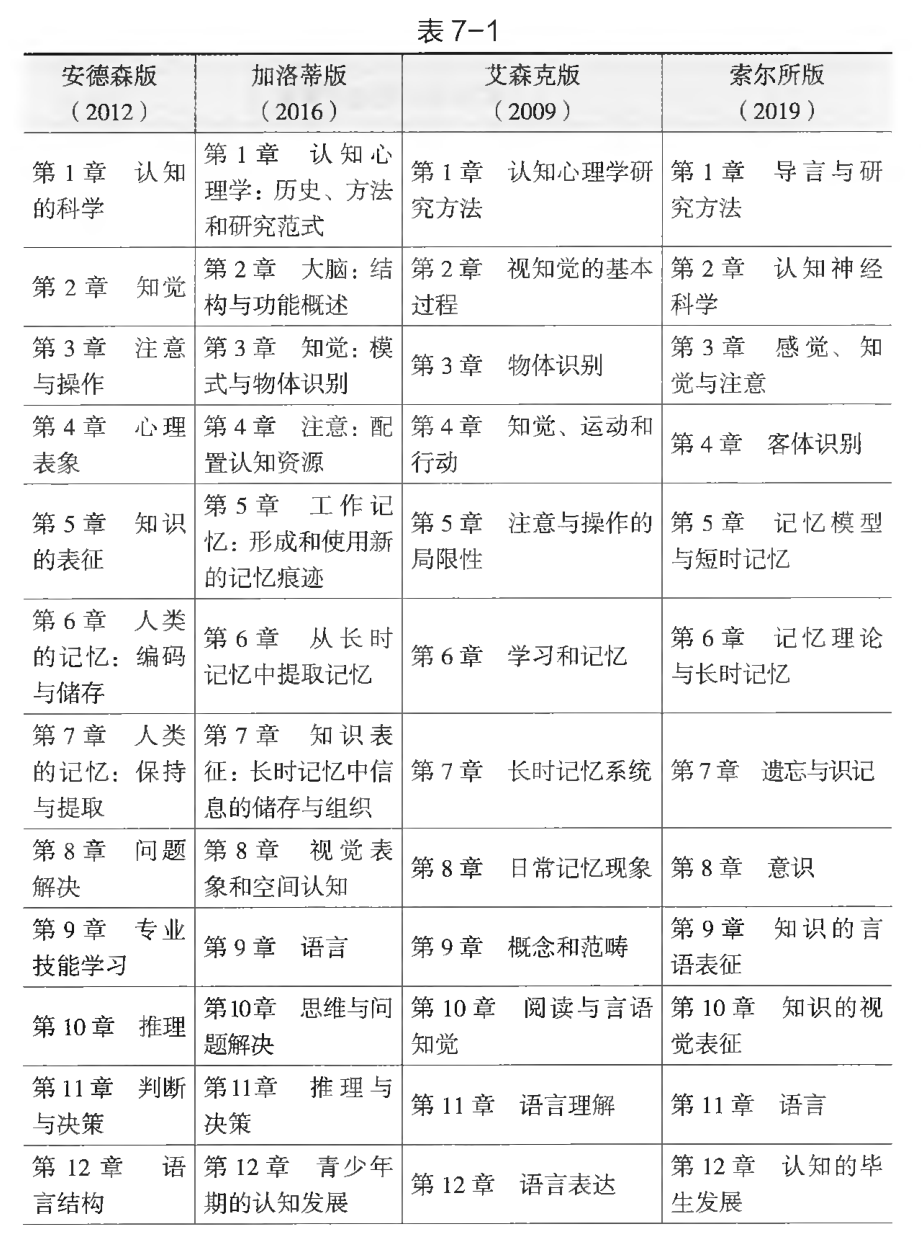 表 7-1
安德森版
（2012）
加洛蒂版
（2016）
艾森克版
（2009）
索尔所版
（2019）
第 1 章 认知
的科学
第 1 章 认知心
理学：历史、方法
和研究范式
第 1 章 认知心理学研
究方法
第 1 章 导言与研
究方法
第 2 章 知觉
第 2 章 大脑：结
构与功能概述
第 2 章 视知觉的基本
过程
第 2 章 认知神经
科学
第 3 章 注意
与操作
第 3 章 知觉：模
式与物体识别
第 3 章 物体识别
第 3 章 感觉、知
觉与注意
第 4 章 心理
表象
第 4 章 注意：配
置认知资源
第 4 章 知觉、运动和
行动
第 4 章 客体识别
第 5 章 知识
的表征
第 5 章 工作记
忆：形成和使用新
的记忆痕迹
第 5 章 注意与操作的
局限性
第 5 章 记忆模型
与短时记忆
第 6 章 人类
的记忆：编码
与储存
第 6 章 从长时
记忆中提取记忆
第 6 章 学习和记忆
第 6 章 记忆理论
与长时记忆
第 7 章 人类
的记忆：保持
与提取
第 7 章 知识表
征：长时记忆中信
息的储存与组织
第 7 章 长时记忆系统
第 7 章 遗忘与识记
第 8 章 问题
解决
第 8 章 视觉表
象和空间认知
第 8 章 日常记忆现象
第 8 章 意识
第 9 章 专业
技能学习
第 9 章 语言
第 9 章 概念和范畴
第 9 章 知识的言
语表征
第 10 章 推理
第10章 思维与问
题解决
第 10 章 阅读与言语
知觉
第 10 章 知识的视
觉表征
第11 章 判断
与决策
第11章 推理与
决策
第 11 章 语言理解
第 11 章 语言
第 12 章 语
言结构
第 12 章 青少年
期的认知发展
第 12 章 语言表达
第 12 章 认知的毕
生发展